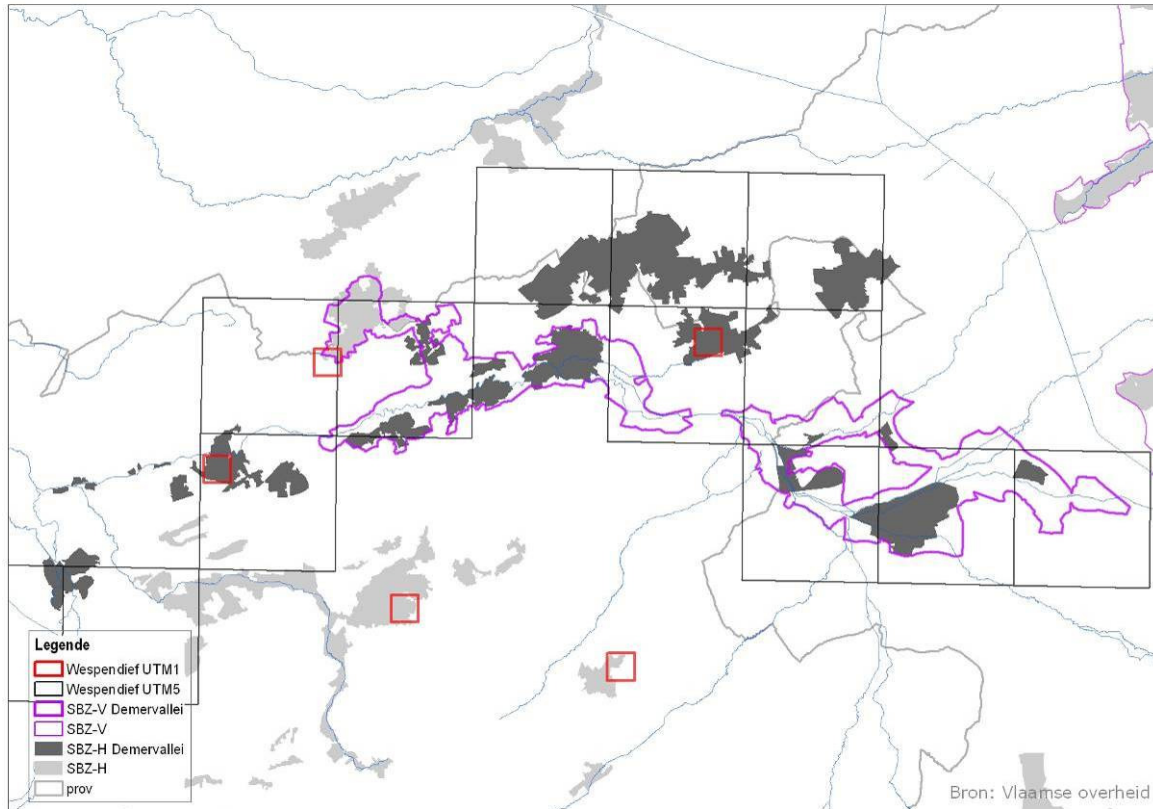 Legende
Wespendief UTM1
Wespendief UTM5
SBZ-V Demervallei
SBZ-V
SBZ-H Demervallei
SBZ-H
prov
Bron: Vlaamse overheid